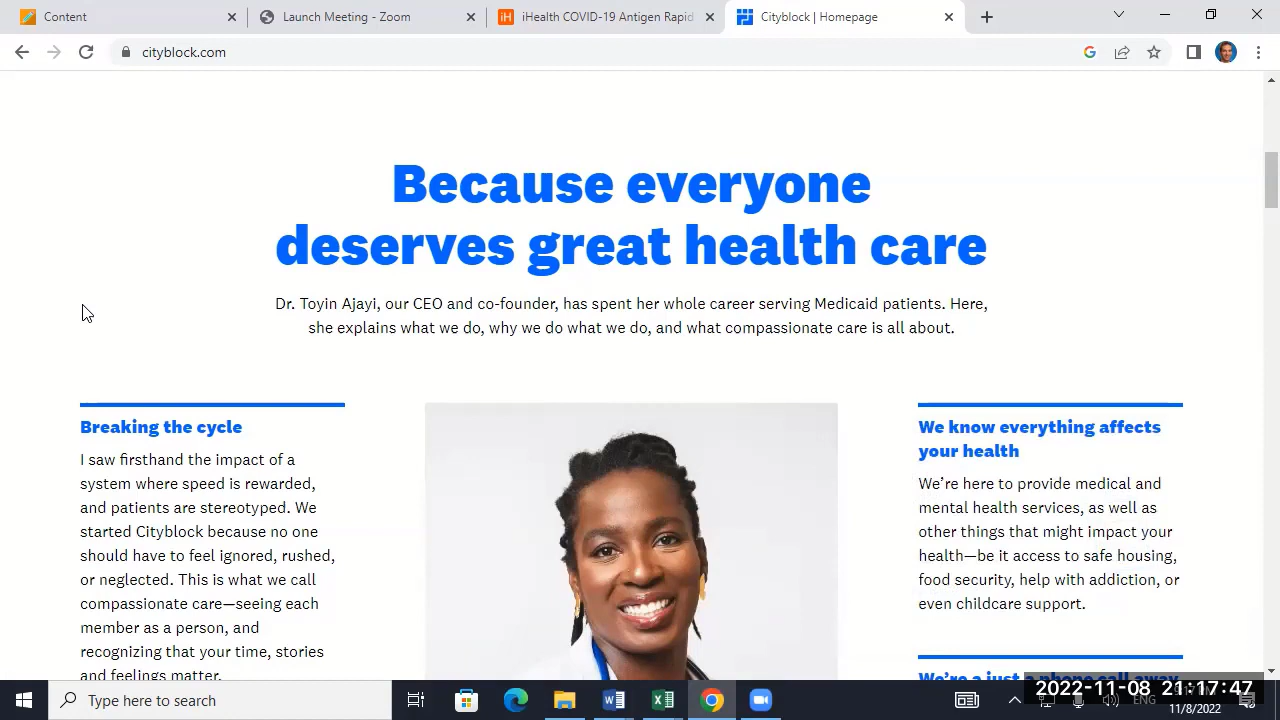 Content
Launch Meeting - Zoom
iHealth COVID-19 Antigen Rapid
Cityblock | Homepage
cityblock.com
Because everyone
deserves great health care
Dr. Toyin Ajayi, our CEO and co-founder, has spent her whole career serving Medicaid patients. Here,
she explains what we do, why we do what we do, and what compassionate care is all about.
Breaking the cycle
I saw firsthand the impact of a
system where speed is rewarded,
and patients are stereotyped. We
started Cityblock because no one
should have to feel ignored, rushed,
or neglected. This is what we call
compassionate care—seeing each
member as a person, and
recognizing that your time, stories
and feelings matter.
We know everything affects
your health
We’re here to provide medical and
mental health services, as well as
other things that might impact your
health—be it access to safe housing,
food security, help with addiction, or
even childcare support.
We’re a just a phone call away
Type here to search
2022-11-08 21:17:47
ENG
11/8/2022